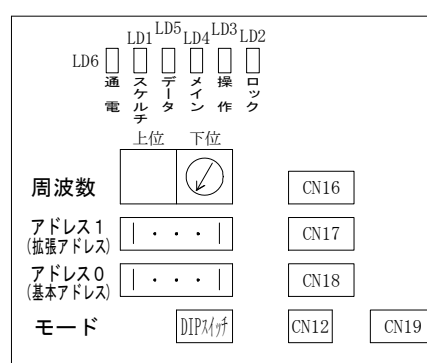 LD6 LD1 LD5 LD4 LD3 LD2
通電 スケルチ データ メイン 操作 ロック
上位 下位
周波数 CN16
アドレス1 CN17
(拡張アドレス)
アドレス0 CN18
(基本アドレス)
モード DIPスイッチ CN12 CN19